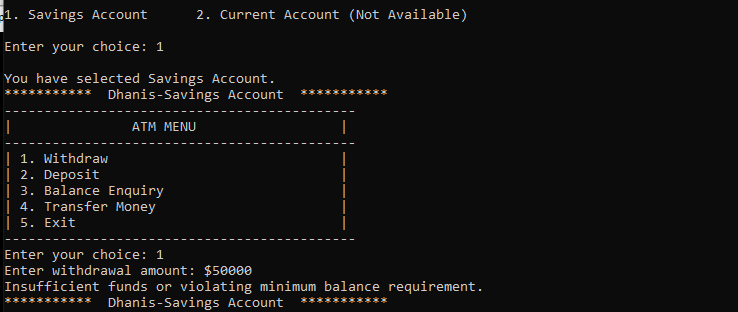 1. Savings Account      2. Current Account (Not Available)
Enter your choice: 1
You have selected Savings Account.
***********  Dhanis-Savings Account  ***********
--------------------------------------------
|               ATM MENU                  |
--------------------------------------------
| 1. Withdraw                             |
| 2. Deposit                              |
| 3. Balance Enquiry                      |
| 4. Transfer Money                       |
| 5. Exit                                 |
--------------------------------------------
Enter your choice: 1
Enter withdrawal amount: $50000
Insufficient funds or violating minimum balance requirement.
***********  Dhanis-Savings Account  ***********